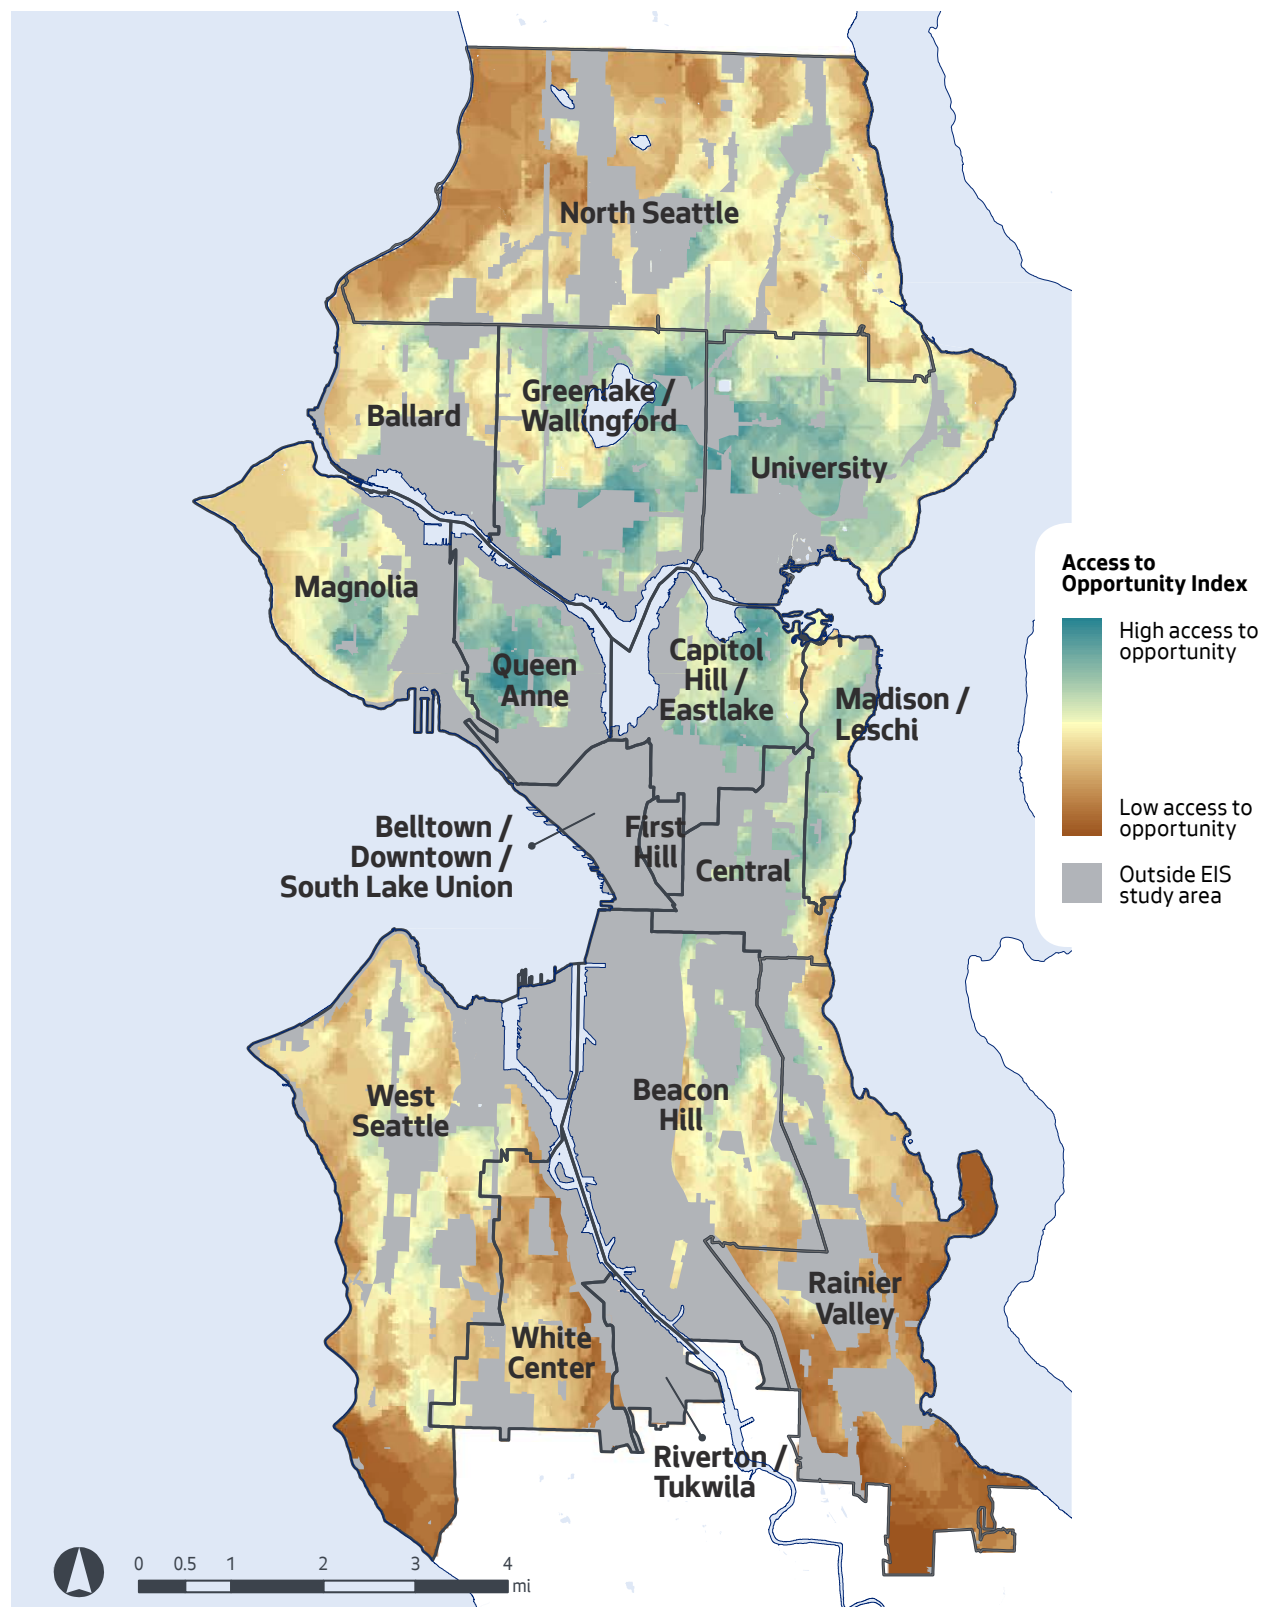 North Seattle
Ballard
Greenlake /
Wallingford
University
Magnolia
Queen
Anne
Capitol
Hill /
Eastlake
Madison /
Leschi
Access to
Opportunity Index
High access to
opportunity
Low access to
opportunity
Outside EIS
study area
Belltown /
Downtown /
South Lake Union
First
Hill
Central
West
Seattle
Beacon
Hill
Rainier
Valley
White
Center
Riverton /
Tukwila
0 0.5 1 2 3 4
mi